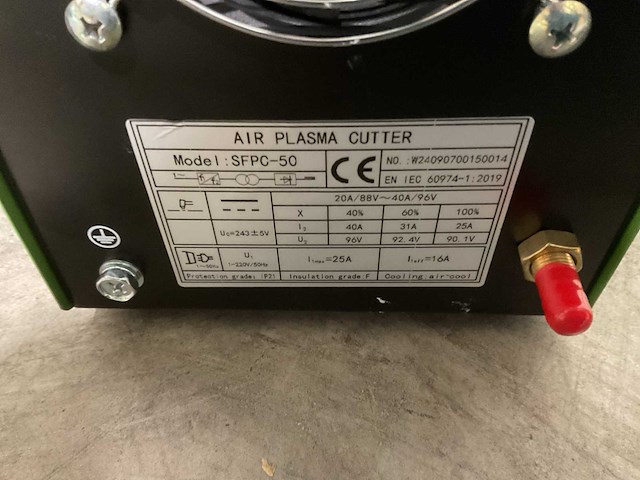 AIR PLASMA CUTTER
Model:SFPC-50
CE
NO.:W24090700150014
EN IEC 60974-1:2019
20A/88V~40A/96V
X 40% 60% 100%
I₂ 40A 31A 25A
U₀=243±5V
U₂ 96V 92.4V 90.1V
U₁
1~220V/50Hz
I₁max=25A
I₁eff=16A
Protection grade: IP21
Insulation grade:F
Cooling:air-cool